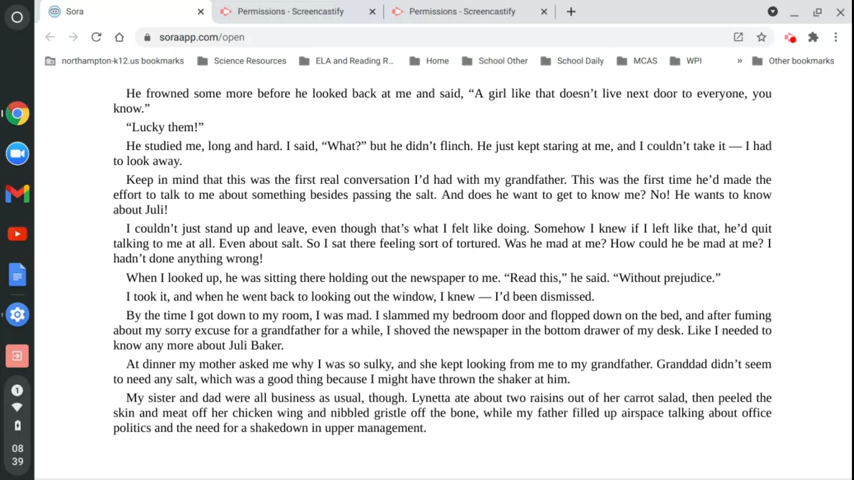 Sora
Permissions - Screencastify
Permissions - Screencastify
soraapp.com/open
northampton-k12.us bookmarks
Science Resources
ELA and Reading R...
Home
School Other
School Daily
MCAS
WPI
»
Other bookmarks
He frowned some more before he looked back at me and said, “A girl like that doesn’t live next door to everyone, you
know.”
“Lucky them!”
He studied me, long and hard. I said, “What?” but he didn’t flinch. He just kept staring at me, and I couldn’t take it — I had
to look away.
Keep in mind that this was the first real conversation I’d had with my grandfather. This was the first time he’d made the
effort to talk to me about something besides passing the salt. And does he want to get to know me? No! He wants to know
about Juli!
I couldn’t just stand up and leave, even though that’s what I felt like doing. Somehow I knew if I left like that, he’d quit
talking to me at all. Even about salt. So I sat there feeling sort of tortured. Was he mad at me? How could he be mad at me? I
hadn’t done anything wrong!
When I looked up, he was sitting there holding out the newspaper to me. “Read this,” he said. “Without prejudice.”
I took it, and when he went back to looking out the window, I knew — I’d been dismissed.
By the time I got down to my room, I was mad. I slammed my bedroom door and flopped down on the bed, and after fuming
about my sorry excuse for a grandfather for a while, I shoved the newspaper in the bottom drawer of my desk. Like I needed to
know any more about Juli Baker.
At dinner my mother asked me why I was so sulky, and she kept looking from me to my grandfather. Granddad didn’t seem
to need any salt, which was a good thing because I might have thrown the shaker at him.
My sister and dad were all business as usual, though. Lynetta ate about two raisins out of her carrot salad, then peeled the
skin and meat off her chicken wing and nibbled gristle off the bone, while my father filled up airspace talking about office
politics and the need for a shakedown in upper management.
1
08
39